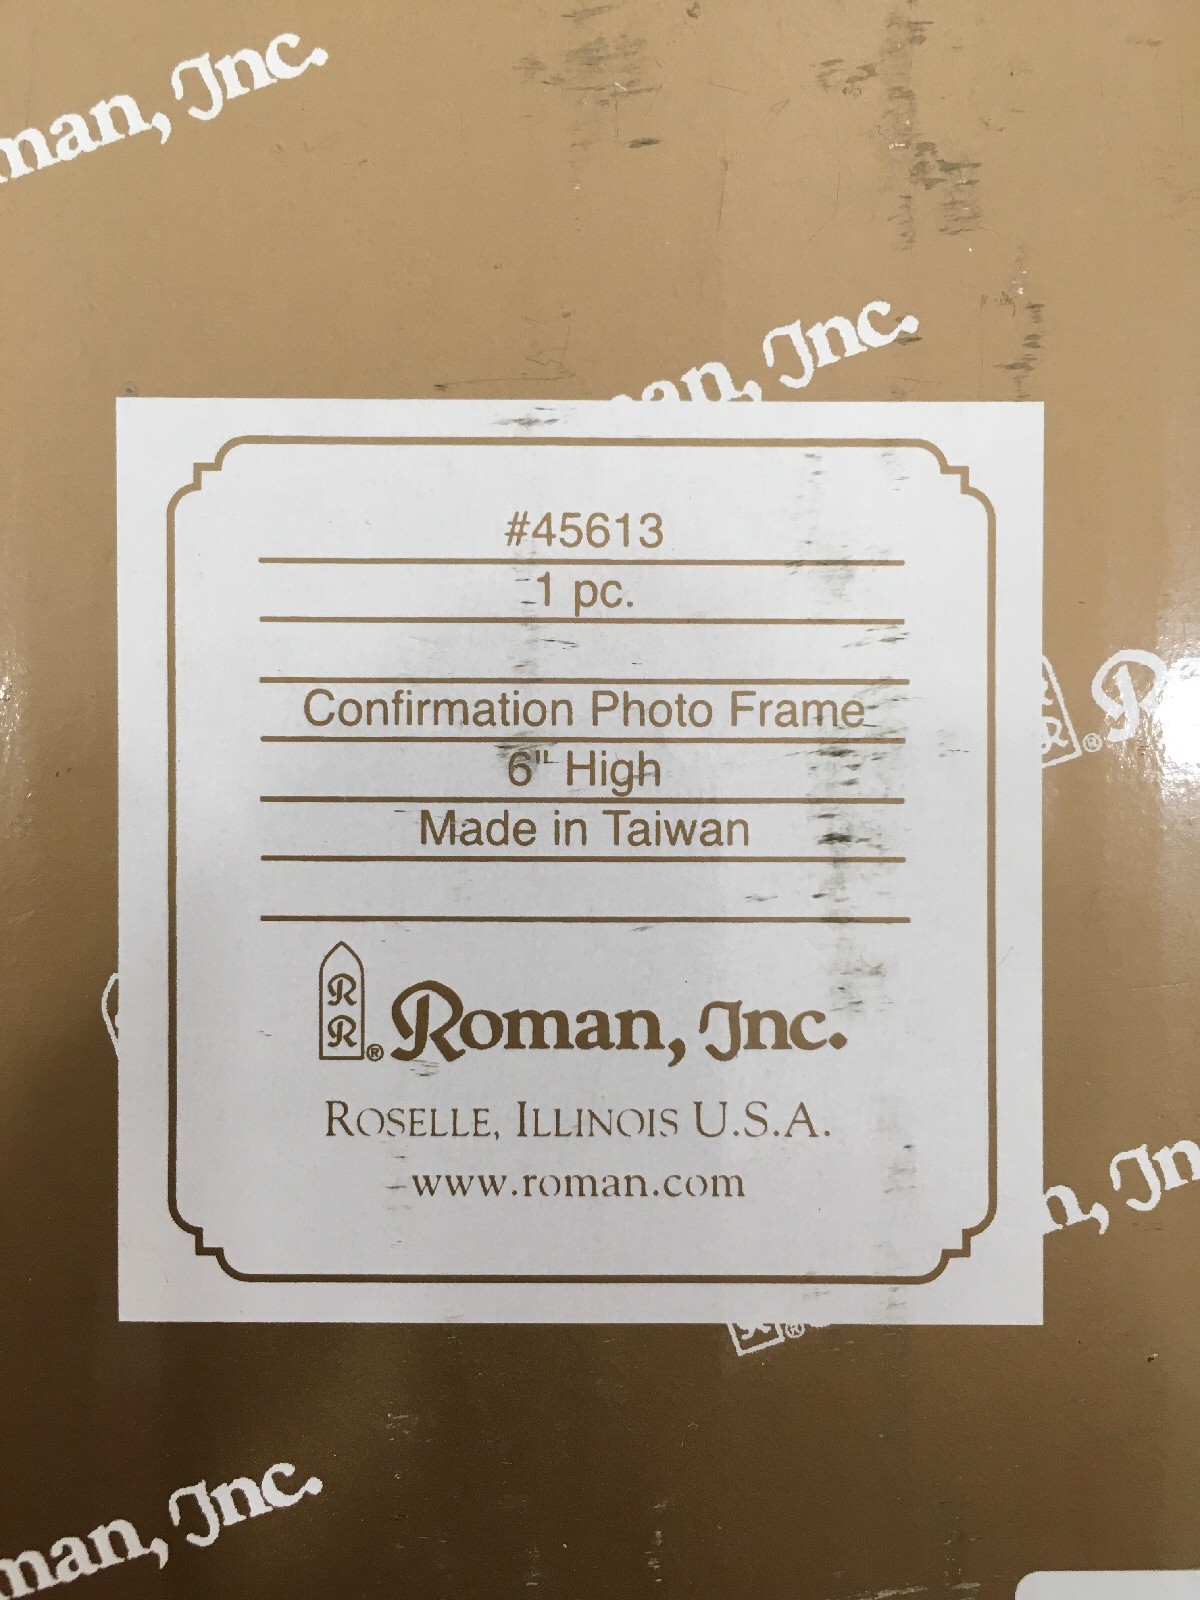 man, Inc.
an, Inc.
#45613
1 pc.
Confirmation Photo Frame
6" High
Made in Taiwan
R
R
® Roman, Inc.
ROSELLE, ILLINOIS U.S.A.
www.roman.com
R
R® R
n, In
R®
man, Inc.